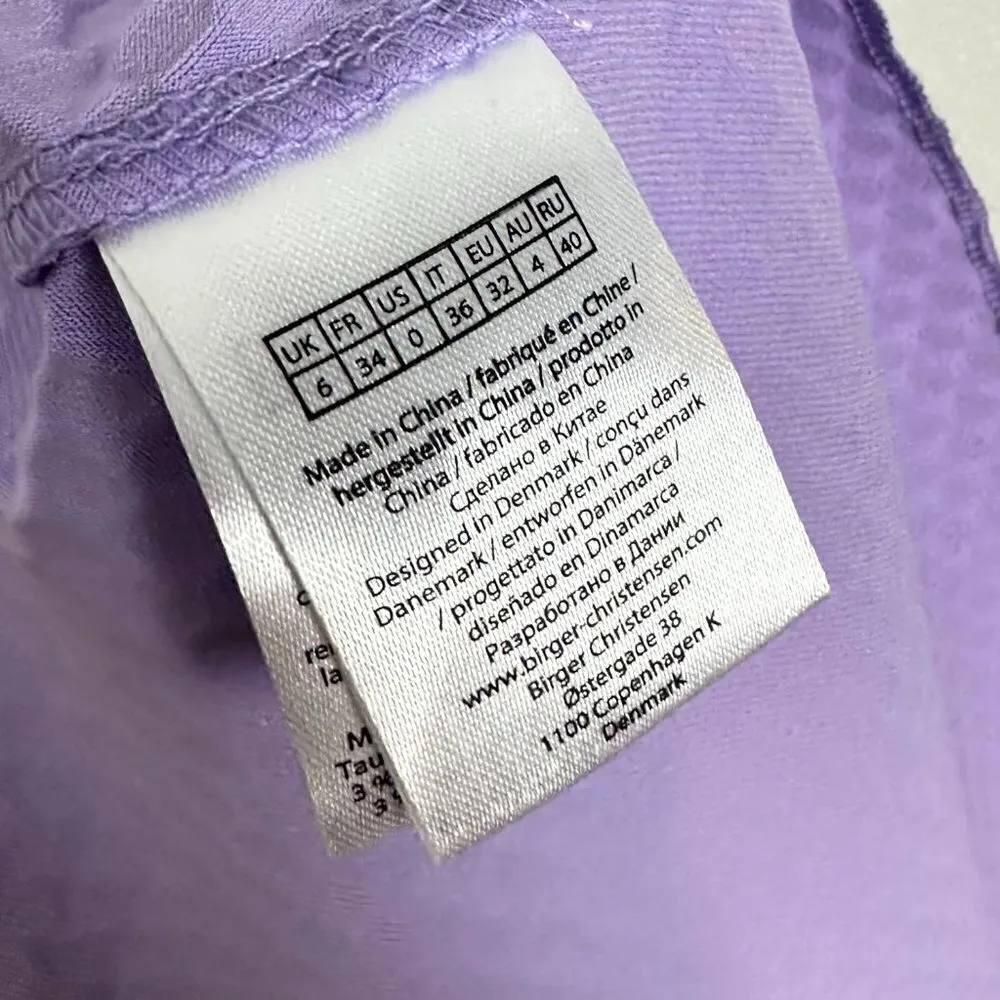 UK FR US IT EU AU RU
6 34 0 36 32 4 40
Made in China / fabriqué en Chine /
hergestellt in China / prodotto in
China / fabricado en China
Сделано в Китае
Designed in Denmark / conçu dans
Danemark / entworfen in Dänemark
/ progettato in Danimarca /
diseñado en Dinamarca
Разработано в Дании
www.birger-christensen.com
Birger Christensen
Østergade 38
1100 Copenhagen K
Denmark
3 %